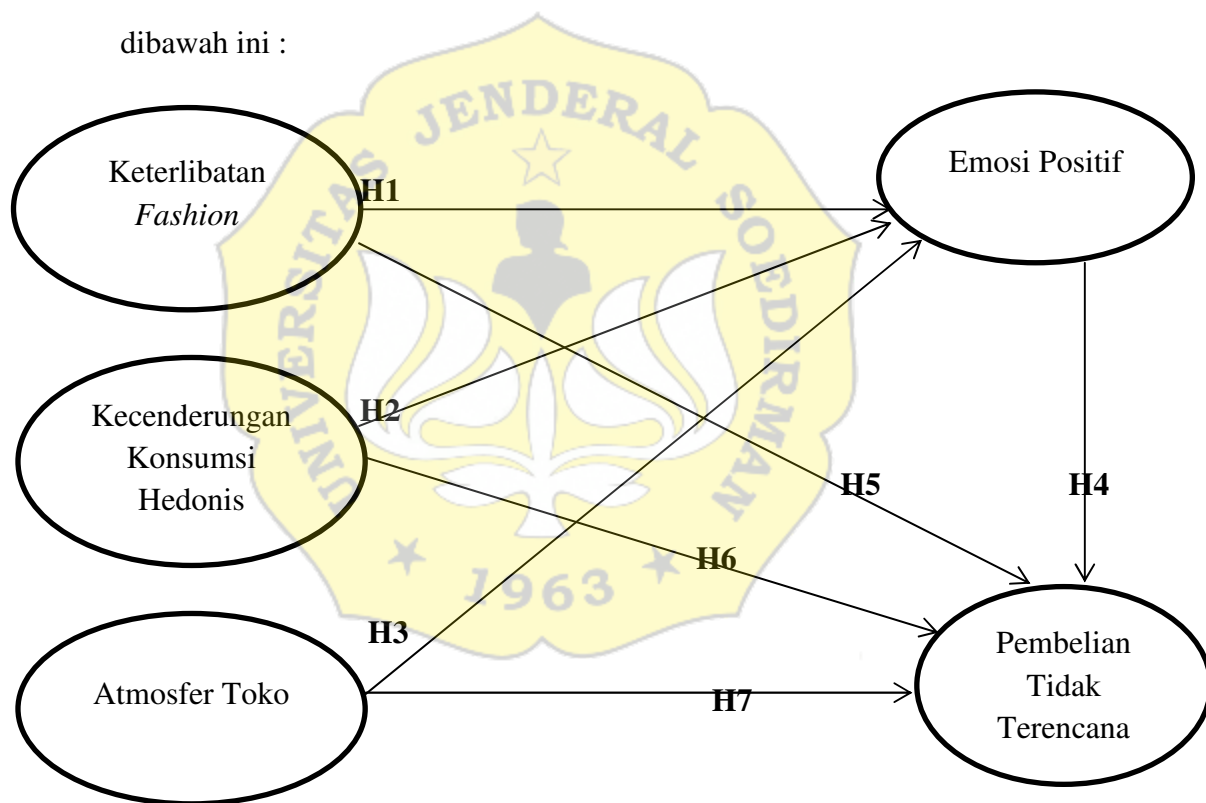 dibawah ini :
Keterlibatan
Fashion
Emosi Positif
H1
Kecenderungan
Konsumsi
Hedonis
H2
H5
H4
H6
H3
Atmosfer Toko
H7
Pembelian
Tidak
Terencana
UNIVERSITAS JENDERAL SOEDIRMAN
1963